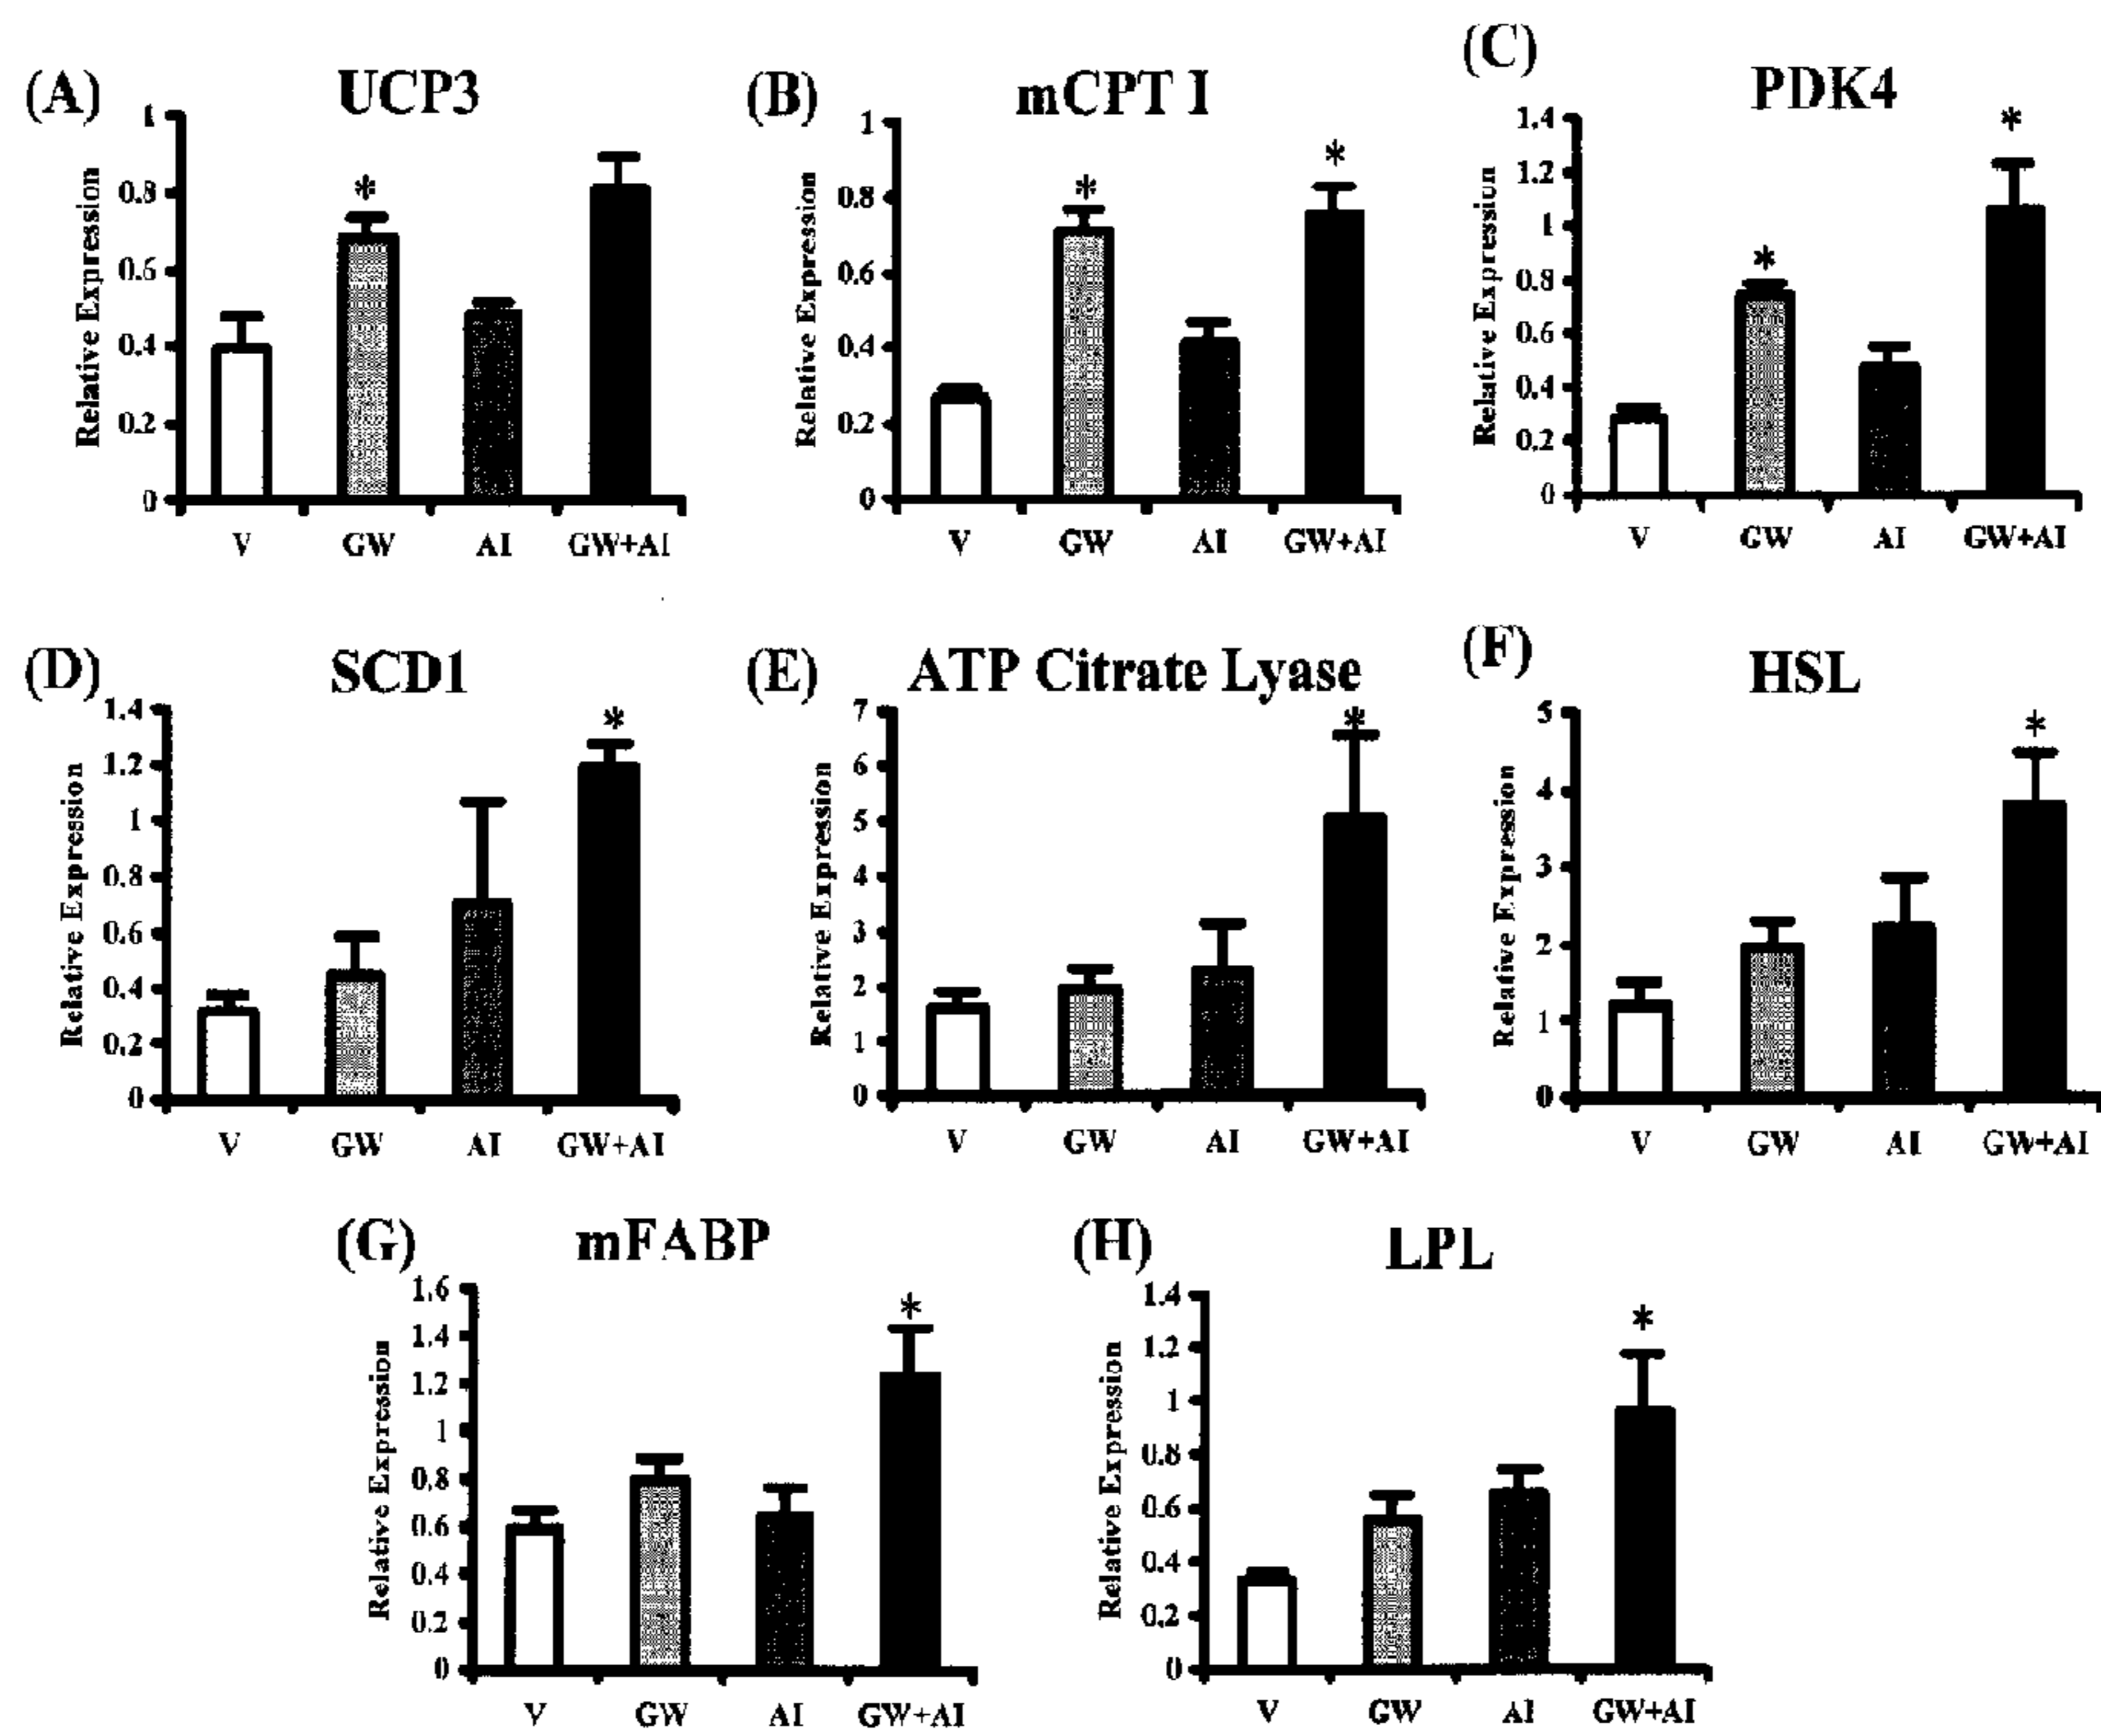 (A) UCP3
Relative Expression
1
0.8
0.6
0.4
0.2
0
V GW AI GW+AI
*
(B) mCPT I
Relative Expression
1
0.8
0.6
0.4
0.2
0
V GW AI GW+AI
*
*
(C) PDK4
Relative Expression
1.4
1.2
1
0.8
0.6
0.4
0.2
0
V GW AI GW+AI
*
*
(D) SCD1
Relative Expression
1.4
1.2
1
0.8
0.6
0.4
0.2
0
V GW AI GW+AI
*
(E) ATP Citrate Lyase
Relative Expression
7
6
5
4
3
2
1
0
V GW AI GW+AI
*
(F) HSL
Relative Expression
5
4
3
2
1
0
V GW AI GW+AI
*
(G) mFABP
Relative Expression
1.6
1.4
1.2
1
0.8
0.6
0.4
0.2
0
V GW AI GW+AI
*
(H) LPL
Relative Expression
1.4
1.2
1
0.8
0.6
0.4
0.2
0
V GW AI GW+AI
*